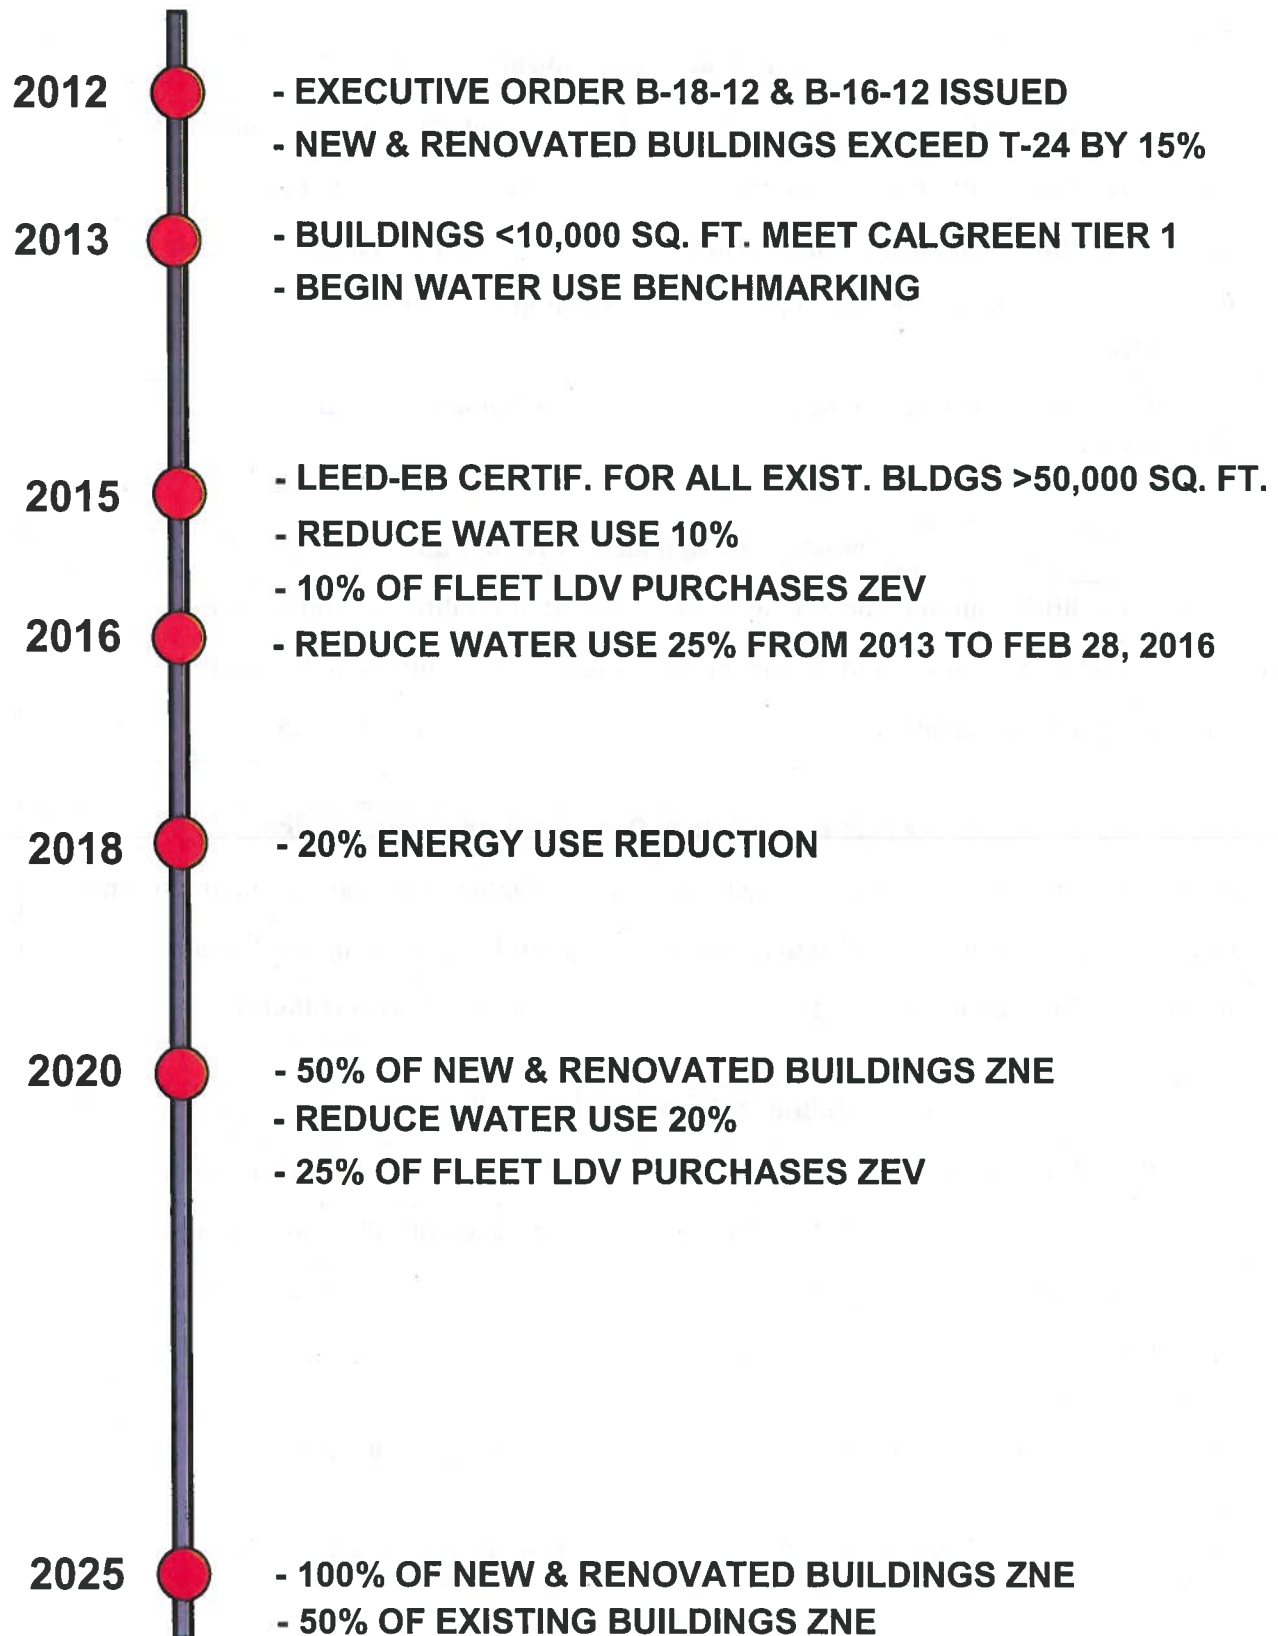 2012 - EXECUTIVE ORDER B-18-12 & B-16-12 ISSUED
- NEW & RENOVATED BUILDINGS EXCEED T-24 BY 15%
2013 - BUILDINGS <10,000 SQ. FT. MEET CALGREEN TIER 1
- BEGIN WATER USE BENCHMARKING
2015 - LEED-EB CERTIF. FOR ALL EXIST. BLDGS >50,000 SQ. FT.
- REDUCE WATER USE 10%
- 10% OF FLEET LDV PURCHASES ZEV
2016 - REDUCE WATER USE 25% FROM 2013 TO FEB 28, 2016
2018 - 20% ENERGY USE REDUCTION
2020 - 50% OF NEW & RENOVATED BUILDINGS ZNE
- REDUCE WATER USE 20%
- 25% OF FLEET LDV PURCHASES ZEV
2025 - 100% OF NEW & RENOVATED BUILDINGS ZNE
- 50% OF EXISTING BUILDINGS ZNE